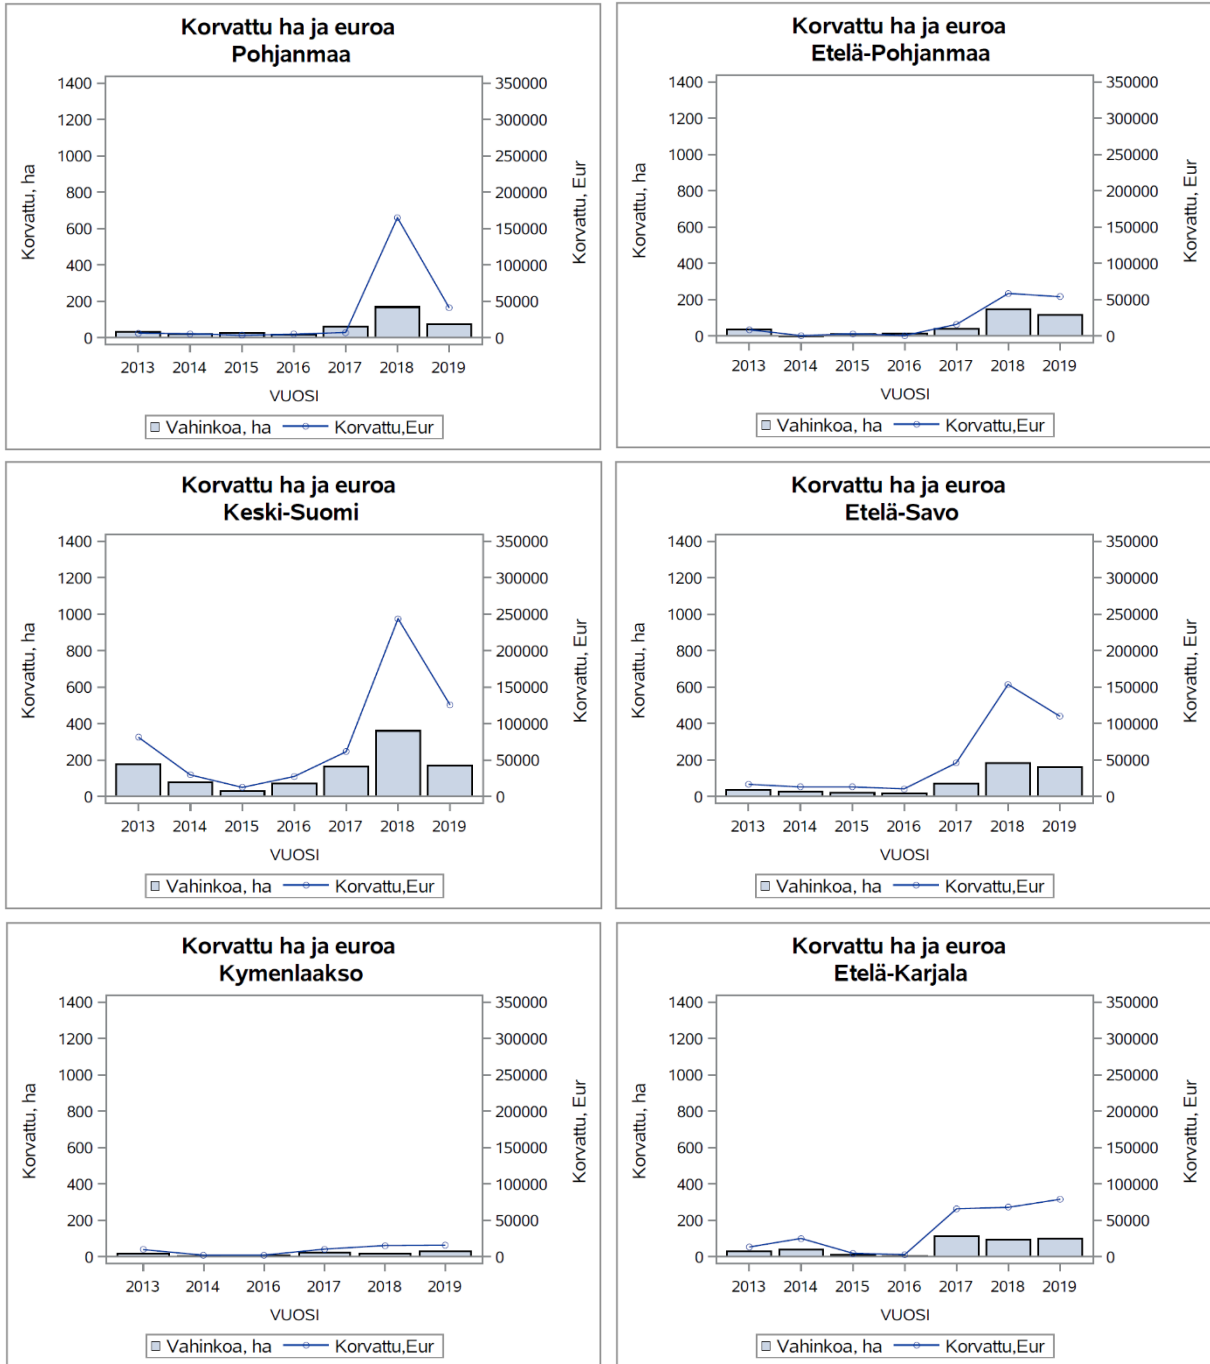 Korvattu ha ja euroa
Pohjanmaa
1400
1200
1000
800
600
400
200
0
Korvattu, ha
350000
300000
250000
200000
150000
100000
50000
0
Korvattu, Eur
2013 2014 2015 2016 2017 2018 2019
VUOSI
Vahinkoa, ha Korvattu,Eur
Korvattu ha ja euroa
Etelä-Pohjanmaa
1400
1200
1000
800
600
400
200
0
Korvattu, ha
350000
300000
250000
200000
150000
100000
50000
0
Korvattu, Eur
2013 2014 2015 2016 2017 2018 2019
VUOSI
Vahinkoa, ha Korvattu,Eur
Korvattu ha ja euroa
Keski-Suomi
1400
1200
1000
800
600
400
200
0
Korvattu, ha
350000
300000
250000
200000
150000
100000
50000
0
Korvattu, Eur
2013 2014 2015 2016 2017 2018 2019
VUOSI
Vahinkoa, ha Korvattu,Eur
Korvattu ha ja euroa
Etelä-Savo
1400
1200
1000
800
600
400
200
0
Korvattu, ha
350000
300000
250000
200000
150000
100000
50000
0
Korvattu, Eur
2013 2014 2015 2016 2017 2018 2019
VUOSI
Vahinkoa, ha Korvattu,Eur
Korvattu ha ja euroa
Kymenlaakso
1400
1200
1000
800
600
400
200
0
Korvattu, ha
350000
300000
250000
200000
150000
100000
50000
0
Korvattu, Eur
2013 2014 2015 2016 2017 2018 2019
VUOSI
Vahinkoa, ha Korvattu,Eur
Korvattu ha ja euroa
Etelä-Karjala
1400
1200
1000
800
600
400
200
0
Korvattu, ha
350000
300000
250000
200000
150000
100000
50000
0
Korvattu, Eur
2013 2014 2015 2016 2017 2018 2019
VUOSI
Vahinkoa, ha Korvattu,Eur